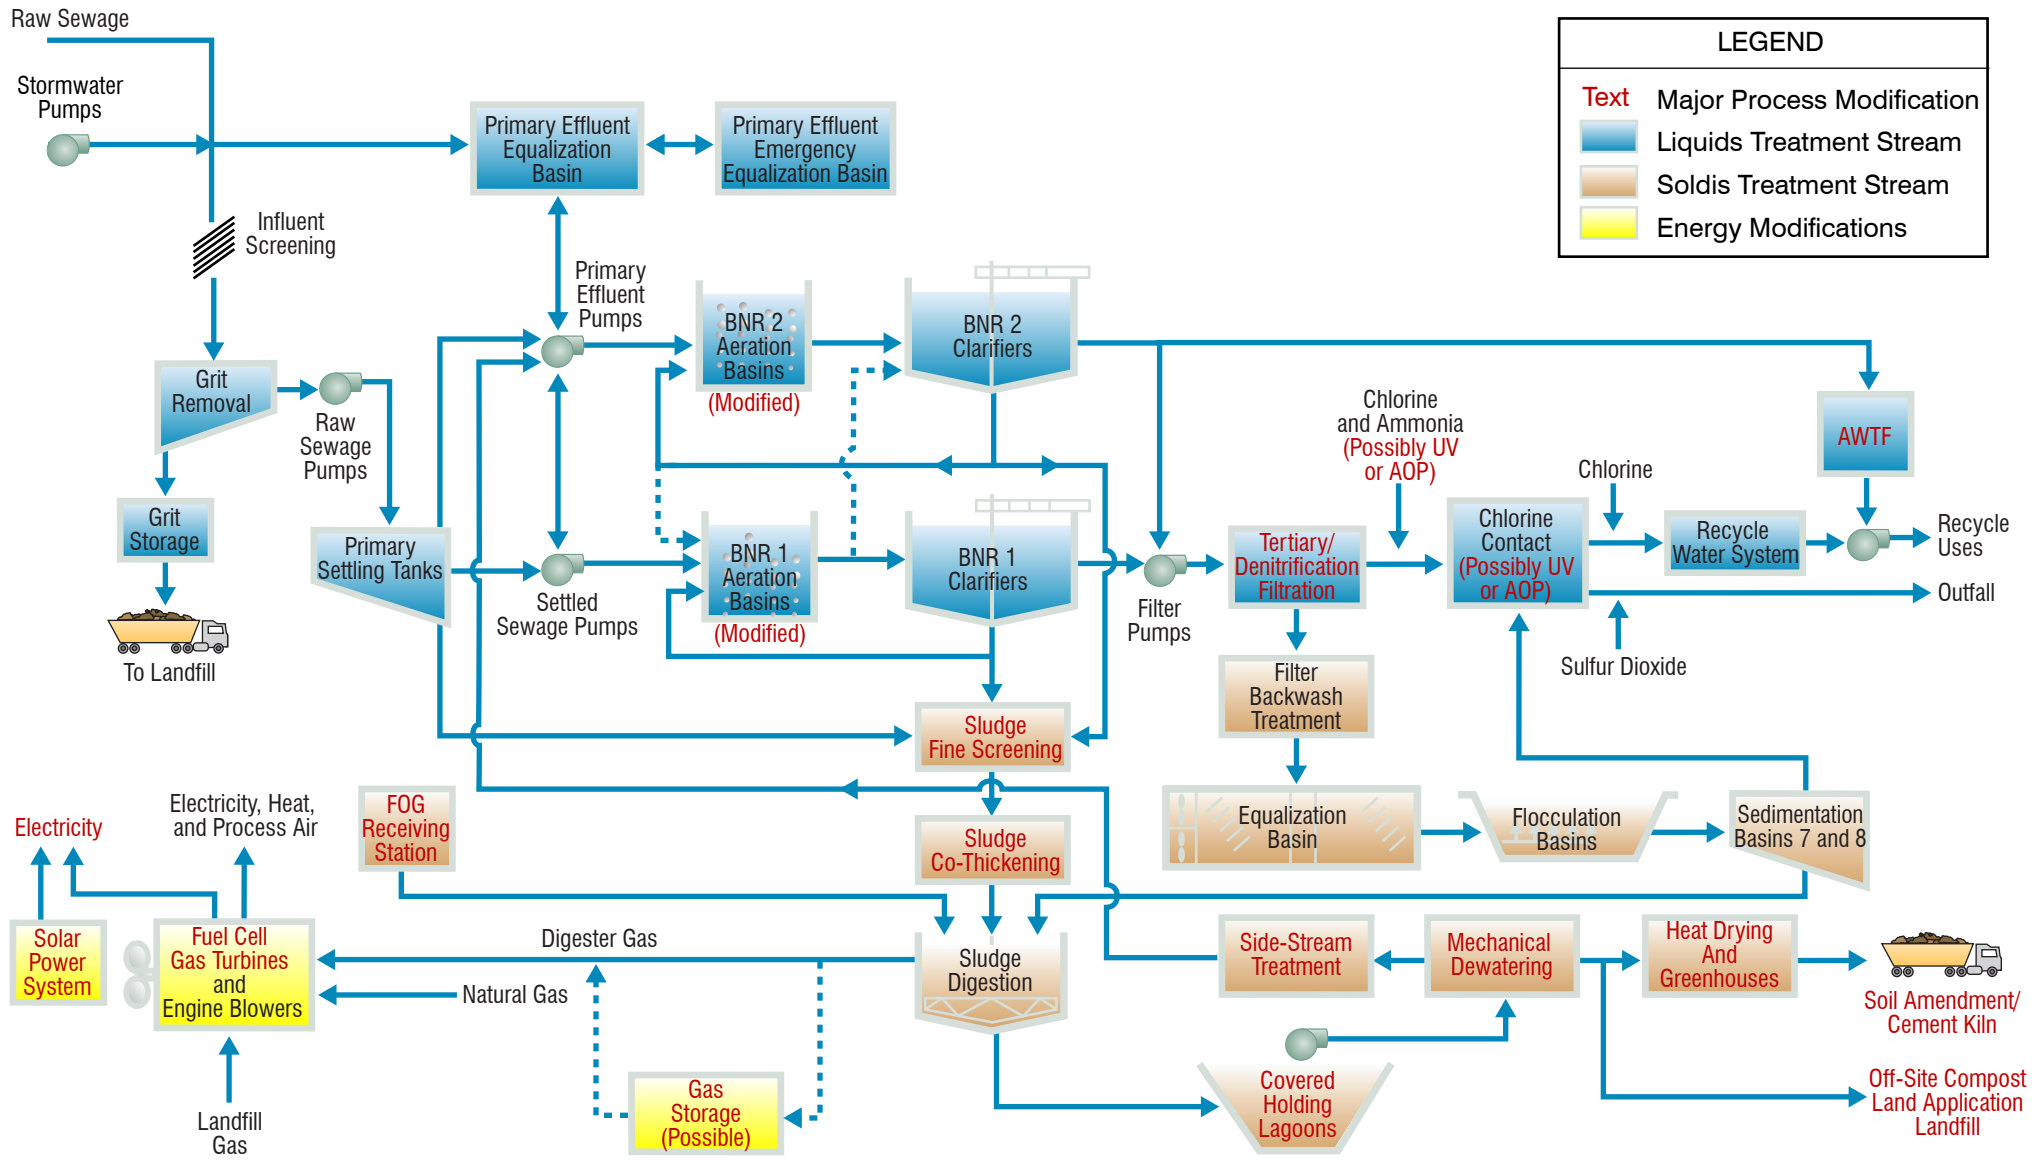 Raw Sewage
Stormwater
Pumps
Influent
Screening
Grit
Removal
Raw
Sewage
Pumps
Grit
Storage
To Landfill
Primary
Settling Tanks
Primary Effluent
Equalization
Basin
Primary Effluent
Emergency
Equalization Basin
Primary
Effluent
Pumps
Settled
Sewage Pumps
BNR 2
Aeration
Basins
(Modified)
BNR 2
Clarifiers
BNR 1
Aeration
Basins
(Modified)
BNR 1
Clarifiers
Filter
Pumps
Tertiary/
Denitrification
Filtration
Chlorine
and Ammonia
(Possibly UV
or AOP)
Chlorine
Contact
(Possibly UV
or AOP)
Chlorine
Recycle
Water System
AWTF
Recycle
Uses
Outfall
Sulfur Dioxide
LEGEND
Text
Major Process Modification
Liquids Treatment Stream
Soldis Treatment Stream
Energy Modifications
Filter
Backwash
Treatment
Sludge
Fine Screening
Sludge
Co-Thickening
Equalization
Basin
Flocculation
Basins
Sedimentation
Basins 7 and 8
Electricity
Electricity, Heat,
and Process Air
FOG
Receiving
Station
Solar
Power
System
Fuel Cell
Gas Turbines
and
Engine Blowers
Digester Gas
Natural Gas
Landfill
Gas
Gas
Storage
(Possible)
Sludge
Digestion
Side-Stream
Treatment
Mechanical
Dewatering
Heat Drying
And
Greenhouses
Soil Amendment/
Cement Kiln
Covered
Holding
Lagoons
Off-Site Compost
Land Application
Landfill